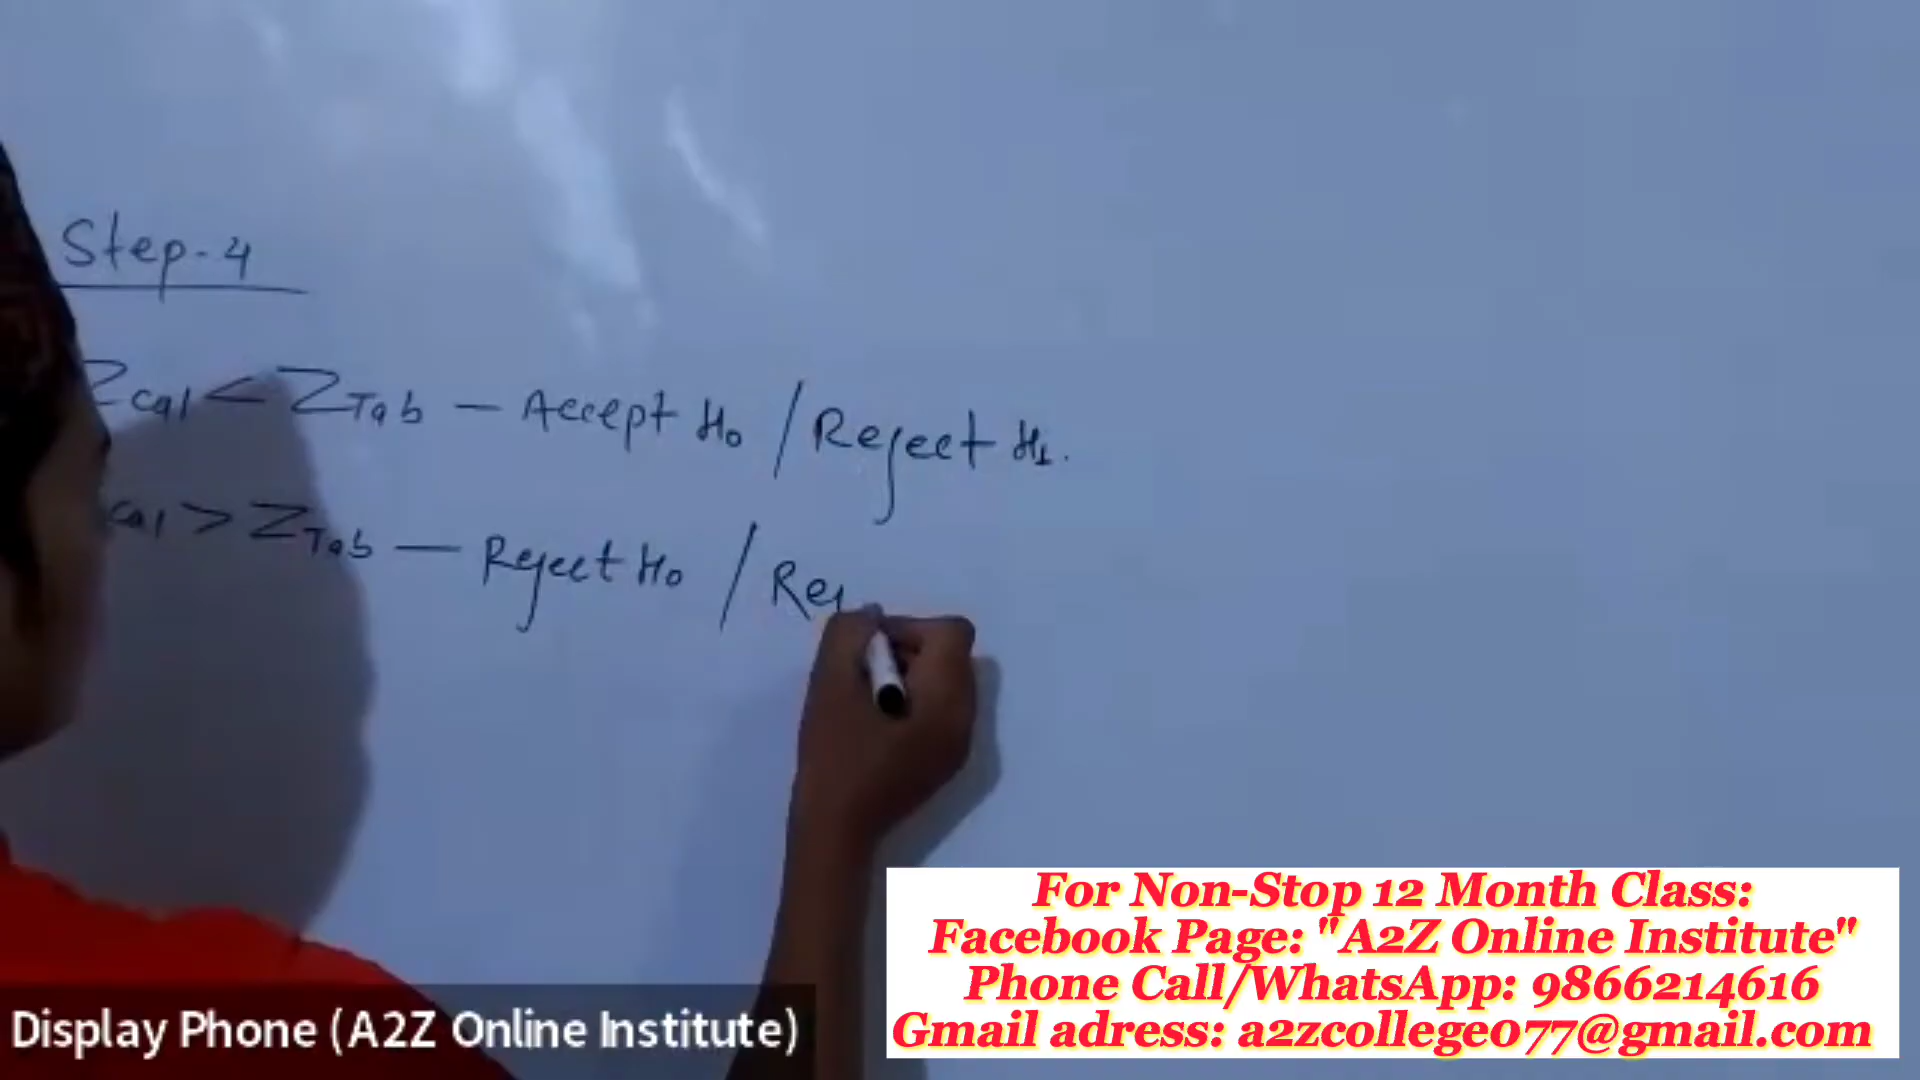 Step-4
Zcal < ZTab — Accept H0 / Reject H1.
cal > ZTab — Reject H0 / Rej
For Non-Stop 12 Month Class:
Facebook Page: "A2Z Online Institute"
Phone Call/WhatsApp: 9866214616
Gmail adress: a2zcollege077@gmail.com
Display Phone (A2Z Online Institute)